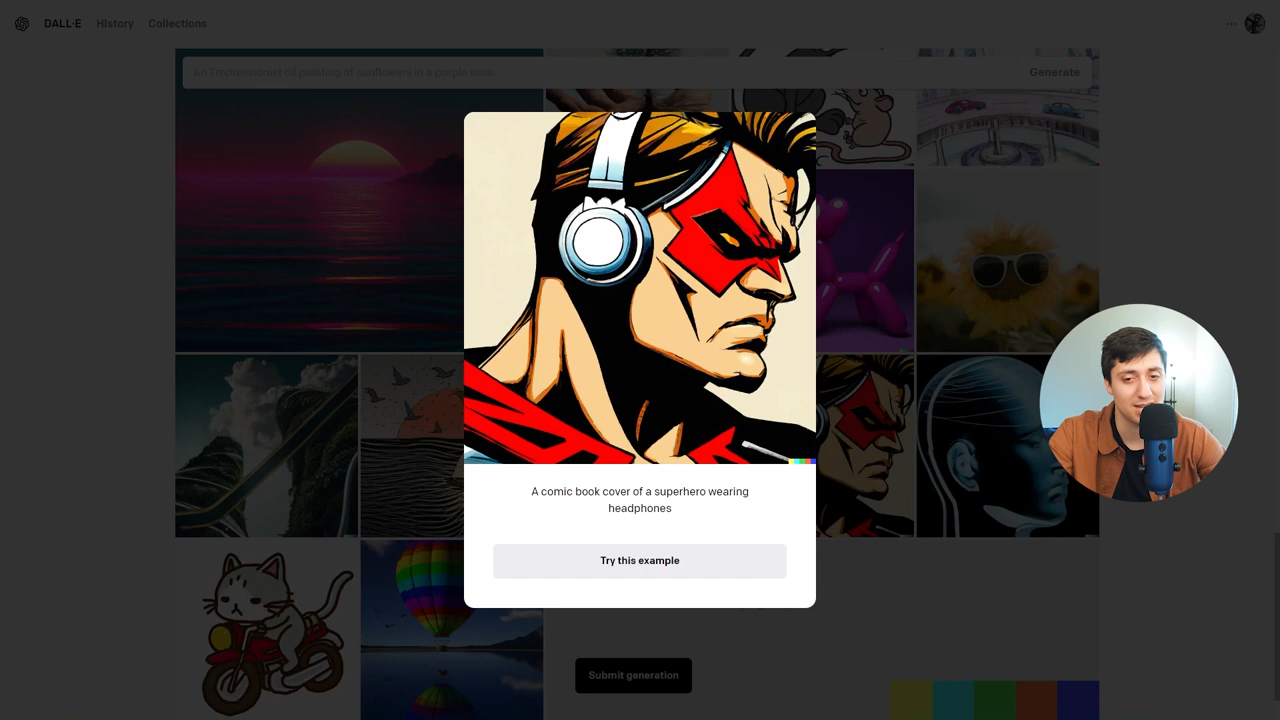 DALL·E
History
Collections
An Empressionist oil painting of sunflowers in a purple vase...
Generate
A comic book cover of a superhero wearing
headphones
Try this example
Submit generation